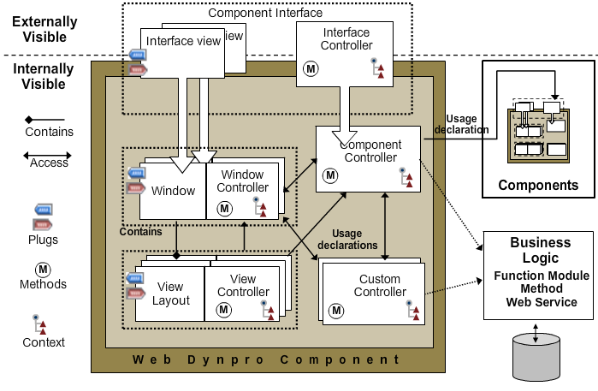 Externally
Visible
Component Interface
Interface view
view
Interface
Controller
M
Internally
Visible
Contains
Access
Plugs
M
Methods
Context
Usage
declaration
Components
Component
Controller
M
Window
Window
Controller
M
Contains
Usage
declarations
View
Layout
View
Controller
M
Custom
Controller
M
Business
Logic
Function Module
Method
Web Service
Web Dynpro Component